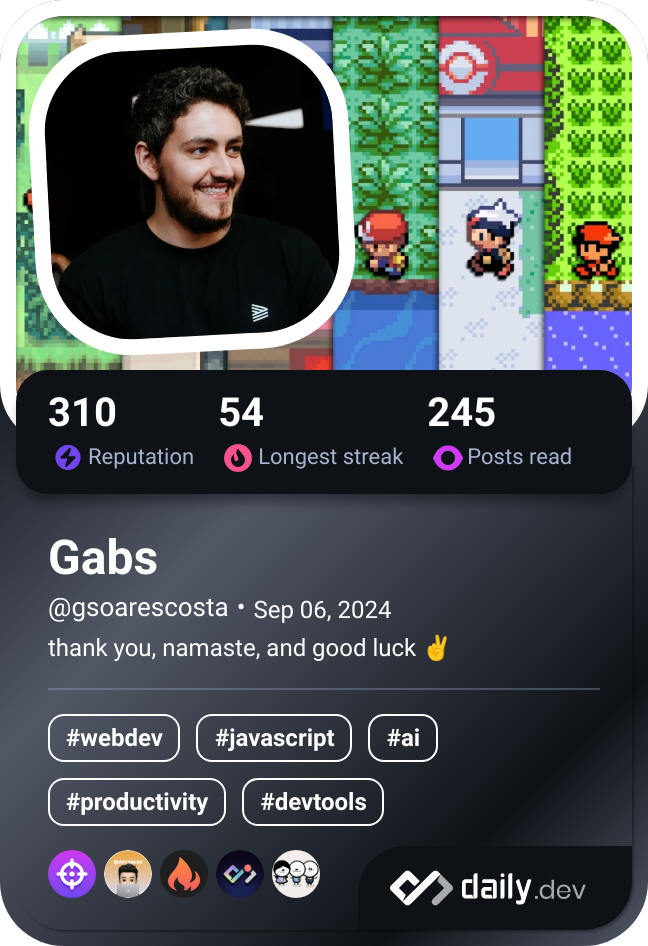 310 54 245
Reputation Longest streak Posts read
Gabs
@gsoarescosta • Sep 06, 2024
thank you, namaste, and good luck ✌️
#webdev #javascript #ai
#productivity #devtools
daily.dev